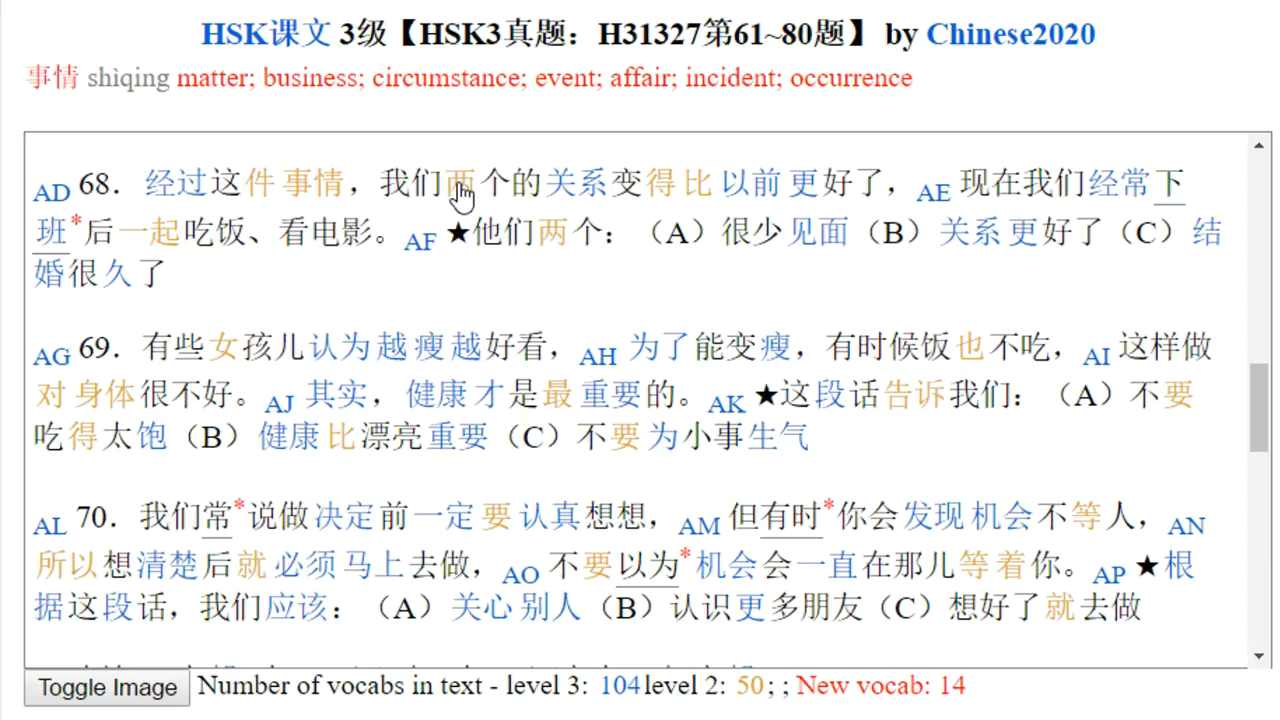 HSK课文 3级【HSK3真题：H31327第61~80题】 by Chinese2020
事情 shìqing matter; business; circumstance; event; affair; incident; occurrence
AD 68．经过这件事情，我们两个的关系变得比以前更好了，AE 现在我们经常下
班*后一起吃饭、看电影。AF ★他们两个：（A）很少见面（B）关系更好了（C）结
婚很久了
AG 69．有些女孩儿认为越瘦越好看，AH 为了能变瘦，有时候饭也不吃，AI 这样做
对身体很不好。AJ 其实，健康才是最重要的。AK ★这段话告诉我们：（A）不要
吃得太饱（B）健康比漂亮重要（C）不要为小事生气
AL 70．我们常*说做决定前一定要认真想想，AM 但有时*你会发现机会不等人，AN
所以想清楚后就必须马上去做，AO 不要以为*机会会一直在那儿等着你。AP ★根
据这段话，我们应该：（A）关心别人（B）认识更多朋友（C）想好了就去做
Toggle Image Number of vocabs in text - level 3: 104 level 2: 50; ; New vocab: 14